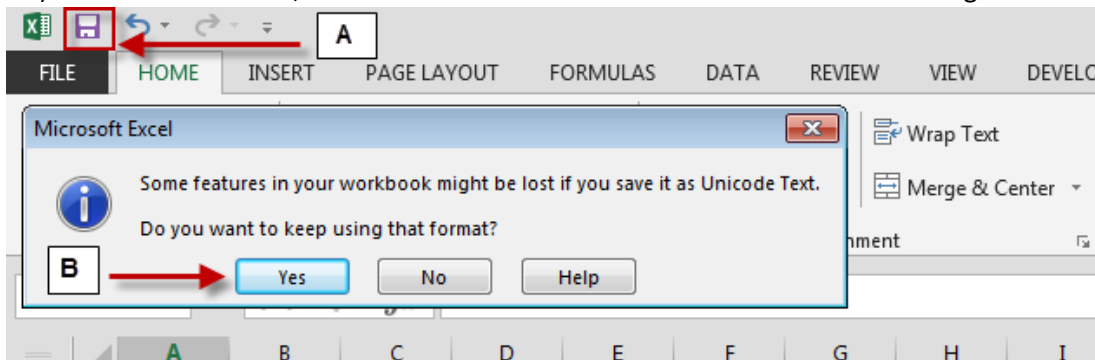 A
FILE HOME INSERT PAGE LAYOUT FORMULAS DATA REVIEW VIEW DEVELO
Microsoft Excel
Wrap Text
Some features in your workbook might be lost if you save it as Unicode Text.
Merge & Center
Do you want to keep using that format?
nment
B
Yes No Help
A B C D E F G H I